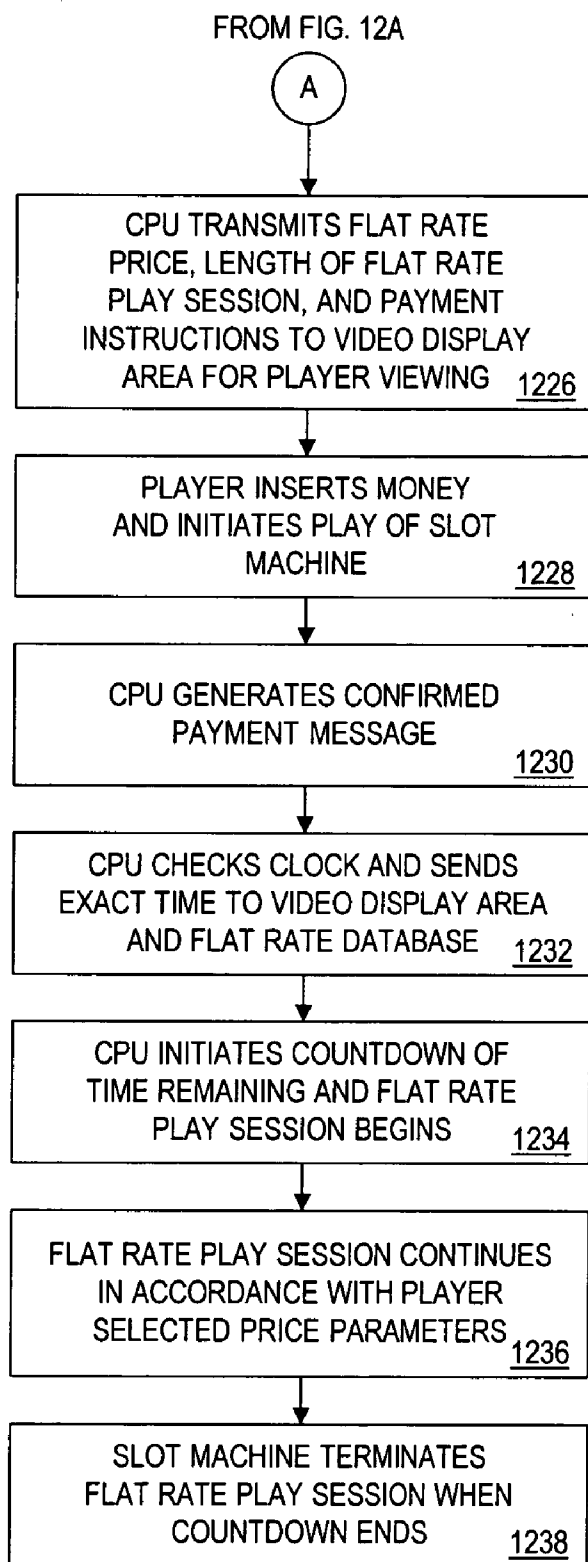 FROM FIG. 12A
A
CPU TRANSMITS FLAT RATE
PRICE, LENGTH OF FLAT RATE
PLAY SESSION, AND PAYMENT
INSTRUCTIONS TO VIDEO DISPLAY
AREA FOR PLAYER VIEWING 1226
PLAYER INSERTS MONEY
AND INITIATES PLAY OF SLOT
MACHINE 1228
CPU GENERATES CONFIRMED
PAYMENT MESSAGE
1230
CPU CHECKS CLOCK AND SENDS
EXACT TIME TO VIDEO DISPLAY AREA
AND FLAT RATE DATABASE 1232
CPU INITIATES COUNTDOWN OF
TIME REMAINING AND FLAT RATE
PLAY SESSION BEGINS 1234
FLAT RATE PLAY SESSION CONTINUES
IN ACCORDANCE WITH PLAYER
SELECTED PRICE PARAMETERS 1236
SLOT MACHINE TERMINATES
FLAT RATE PLAY SESSION WHEN
COUNTDOWN ENDS 1238